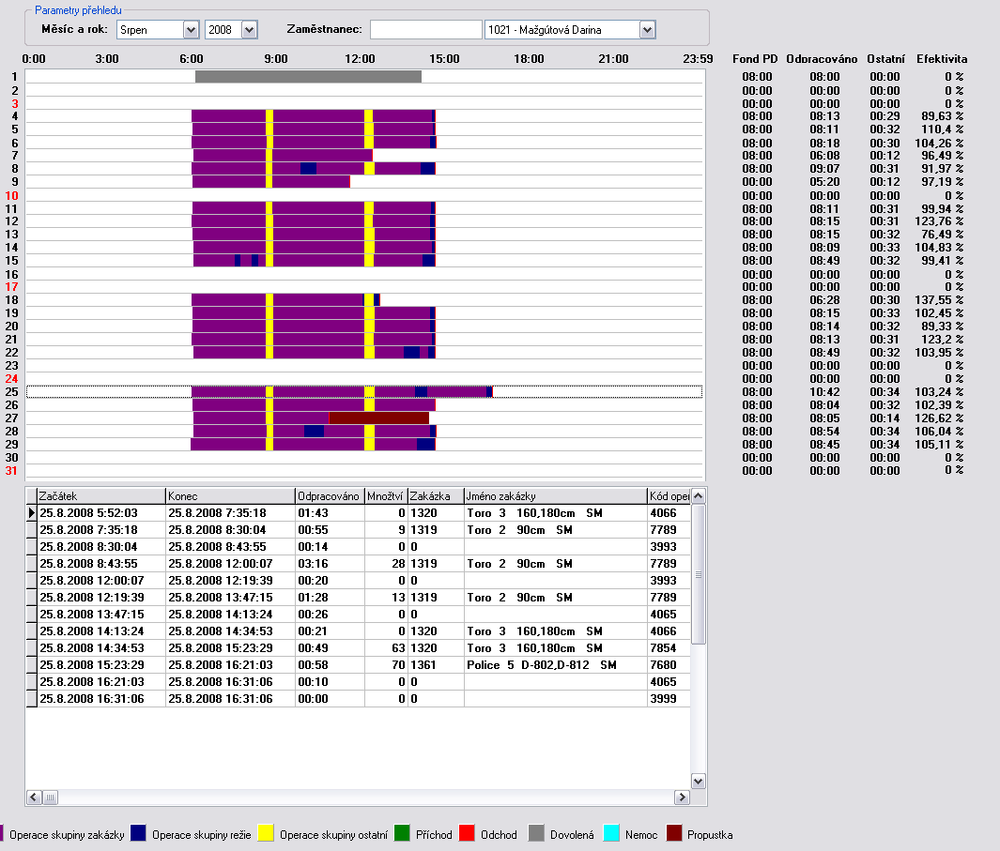 Parametry přehledu
Měsíc a rok: Srpen 2008 Zaměstnanec: 1021 - Mažgútová Darina
0:00 3:00 6:00 9:00 12:00 15:00 18:00 21:00 23:59 Fond PD Odpracováno Ostatní Efektivita
1 08:00 08:00 00:00 0 %
2 00:00 00:00 00:00 0 %
3 00:00 00:00 00:00 0 %
4 08:00 08:13 00:29 89,63 %
5 08:00 08:11 00:32 110,4 %
6 08:00 08:18 00:30 104,26 %
7 08:00 06:08 00:12 96,49 %
8 08:00 09:07 00:31 91,97 %
9 00:00 05:20 00:12 97,19 %
10 00:00 00:00 00:00 0 %
11 08:00 08:11 00:31 99,94 %
12 08:00 08:15 00:31 123,76 %
13 08:00 08:15 00:32 76,49 %
14 08:00 08:09 00:33 104,83 %
15 08:00 08:49 00:32 99,41 %
16 00:00 00:00 00:00 0 %
17 00:00 00:00 00:00 0 %
18 08:00 06:28 00:30 137,55 %
19 08:00 08:15 00:33 102,45 %
20 08:00 08:14 00:32 89,33 %
21 08:00 08:13 00:31 123,2 %
22 08:00 08:49 00:32 103,95 %
23 00:00 00:00 00:00 0 %
24 00:00 00:00 00:00 0 %
25 08:00 10:42 00:34 103,24 %
26 08:00 08:04 00:32 102,39 %
27 08:00 08:05 00:14 126,62 %
28 08:00 08:54 00:34 106,04 %
29 08:00 08:45 00:34 105,11 %
30 00:00 00:00 00:00 0 %
31 00:00 00:00 00:00 0 %
Začátek Konec Odpracováno Množtví Zakázka Jméno zakázky Kód oper
25.8.2008 5:52:03 25.8.2008 7:35:18 01:43 0 1320 Toro 3 160,180cm SM 4066
25.8.2008 7:35:18 25.8.2008 8:30:04 00:55 9 1319 Toro 2 90cm SM 7789
25.8.2008 8:30:04 25.8.2008 8:43:55 00:14 0 0 3993
25.8.2008 8:43:55 25.8.2008 12:00:07 03:16 28 1319 Toro 2 90cm SM 7789
25.8.2008 12:00:07 25.8.2008 12:19:39 00:20 0 0 3993
25.8.2008 12:19:39 25.8.2008 13:47:15 01:28 13 1319 Toro 2 90cm SM 7789
25.8.2008 13:47:15 25.8.2008 14:13:24 00:26 0 0 4065
25.8.2008 14:13:24 25.8.2008 14:34:53 00:21 0 1320 Toro 3 160,180cm SM 4066
25.8.2008 14:34:53 25.8.2008 15:23:29 00:49 63 1320 Toro 3 160,180cm SM 7854
25.8.2008 15:23:29 25.8.2008 16:21:03 00:58 70 1361 Police 5 D-802,D-812 SM 7680
25.8.2008 16:21:03 25.8.2008 16:31:06 00:10 0 0 4065
25.8.2008 16:31:06 25.8.2008 16:31:06 00:00 0 0 3999
Operace skupiny zakázky Operace skupiny režie Operace skupiny ostatní Příchod Odchod Dovolená Nemoc Propustka